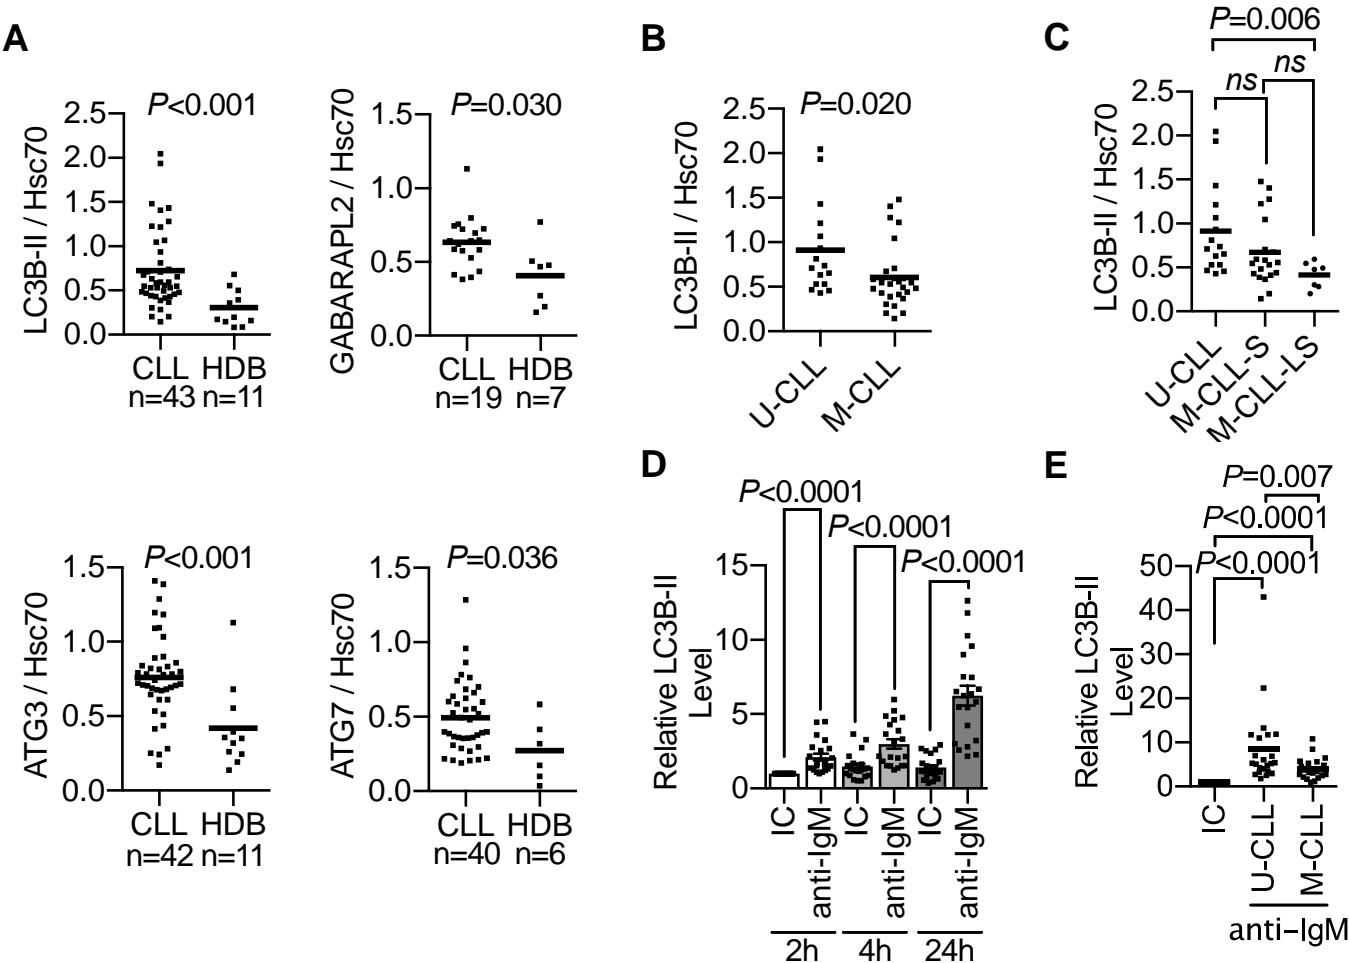 A
P<0.001
LC3B-II / Hsc70
2.5
2.0
1.5
1.0
0.5
0.0
CLL HDB
n=43 n=11
P=0.030
GABARAPL2 / Hsc70
1.5
1.0
0.5
0.0
CLL HDB
n=19 n=7
P<0.001
ATG3 / Hsc70
1.5
1.0
0.5
0.0
CLL HDB
n=42 n=11
P=0.036
ATG7 / Hsc70
1.5
1.0
0.5
0.0
CLL HDB
n=40 n=6
B
P=0.020
LC3B-II / Hsc70
2.5
2.0
1.5
1.0
0.5
0.0
U-CLL
M-CLL
C
P=0.006
ns
ns
LC3B-II / Hsc70
2.5
2.0
1.5
1.0
0.5
0.0
U-CLL
M-CLL-S
M-CLL-LS
D
P<0.0001
P<0.0001
P<0.0001
Relative LC3B-II
Level
15
10
5
0
IC
anti-IgM
IC
anti-IgM
IC
anti-IgM
2h
4h
24h
E
P=0.007
P<0.0001
P<0.0001
Relative LC3B-II
Level
50
40
30
20
10
0
IC
U-CLL
M-CLL
anti-IgM